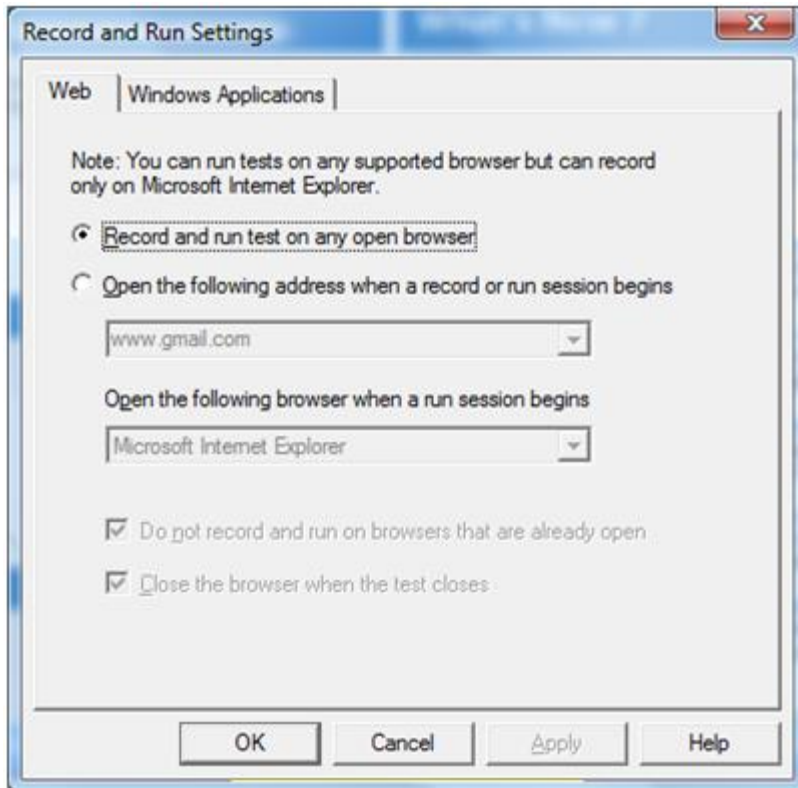 Record and Run Settings
Web
Windows Applications
Note: You can run tests on any supported browser but can record
only on Microsoft Internet Explorer.
Record and run test on any open browser
Open the following address when a record or run session begins
www.gmail.com
Open the following browser when a run session begins
Microsoft Internet Explorer
Do not record and run on browsers that are already open
Close the browser when the test closes
OK
Cancel
Apply
Help